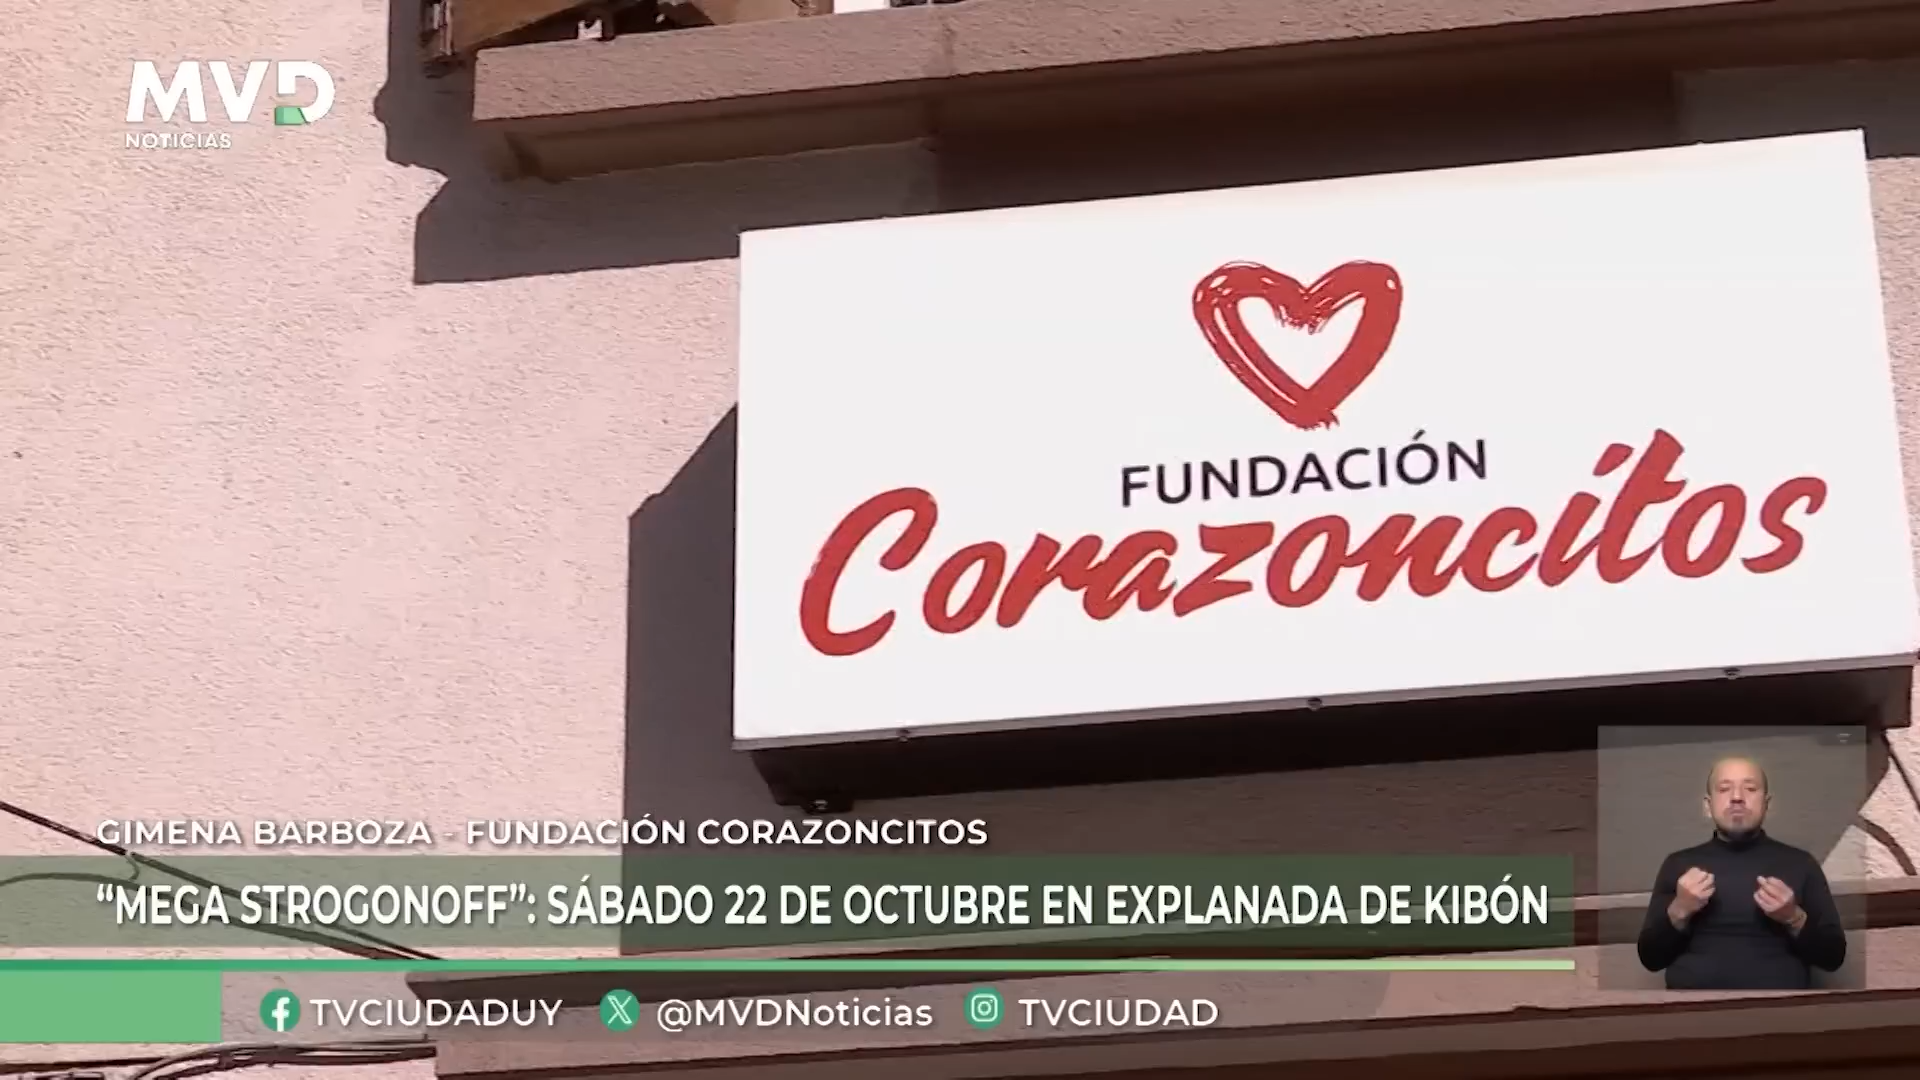 MVD
NOTICIAS
FUNDACIÓN
Corazoncitos
GIMENA BARBOZA - FUNDACIÓN CORAZONCITOS
“MEGA STROGONOFF”: SÁBADO 22 DE OCTUBRE EN EXPLANADA DE KIBÓN
TVCIUDADUY @MVDNoticias TVCIUDAD